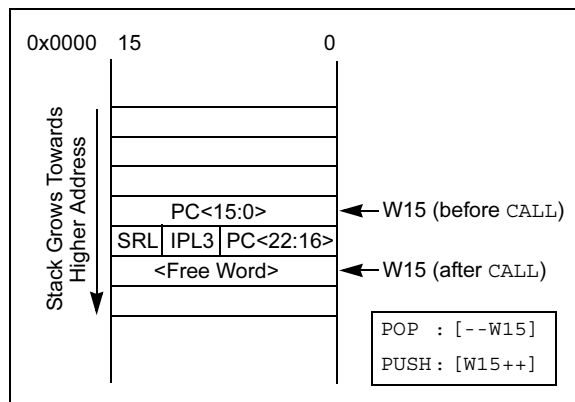 0x0000 15 0
Stack Grows Towards
Higher Address
PC<15:0>
W15 (before CALL)
SRL IPL3 PC<22:16>
<Free Word>
W15 (after CALL)
POP : [--W15]
PUSH: [W15++]